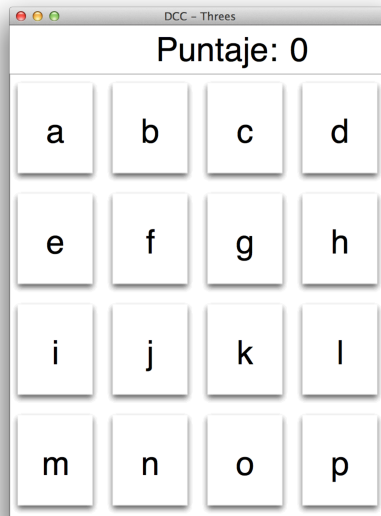 DCC – Threes
Puntaje: 0
a b c d
e f g h
i j k l
m n o p